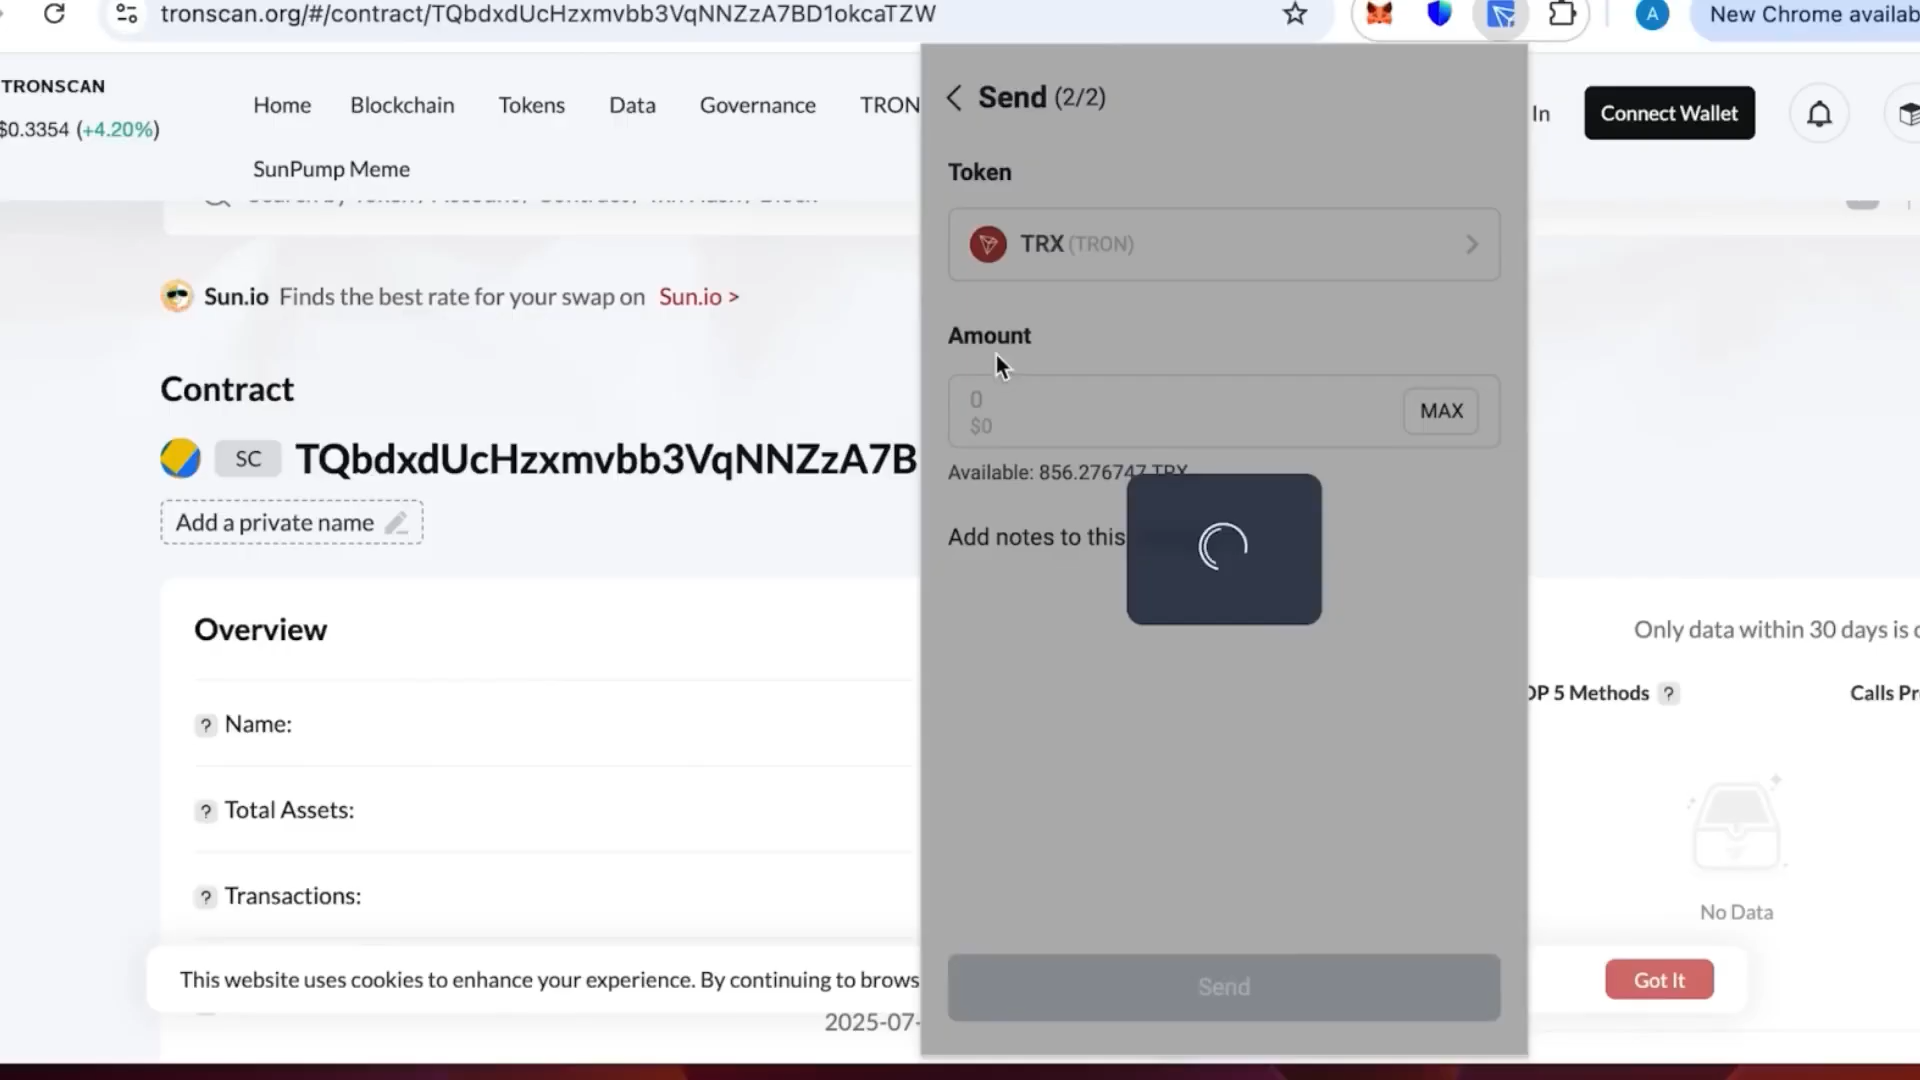 tronscan.org/#/contract/TQbdxdUcHzxmvbb3VqNNZzA7BD1okcaTZW
A
New Chrome availab
TRONSCAN
$0.3354 (+4.20%)
Home Blockchain Tokens Data Governance TRON
SunPump Meme
In
Connect Wallet
Sun.io Finds the best rate for your swap on Sun.io >
Contract
SC TQbdxdUcHzxmvbb3VqNNZzA7B
Add a private name
Overview
? Name:
? Total Assets:
? Transactions:
This website uses cookies to enhance your experience. By continuing to brows
2025-07-
Send (2/2)
Token
TRX (TRON)
Amount
0
$0
MAX
Available: 856.276747 TRX
Add notes to this
Send
Only data within 30 days is c
OP 5 Methods ?
Calls Pr
No Data
Got It